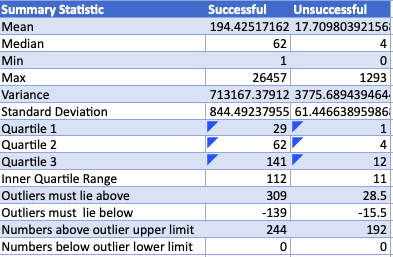 Summary Statistic Successful Unsuccessful
Mean 194.42517162 17.709803921568
Median 62 4
Min 1 0
Max 26457 1293
Variance 713167.37912 3775.6894394644
Standard Deviation 844.49237955 61.446638959868
Quartile 1 29 1
Quartile 2 62 4
Quartile 3 141 12
Inner Quartile Range 112 11
Outliers must lie above 309 28.5
Outliers must lie below -139 -15.5
Numbers above outlier upper limit 244 192
Numbers below outlier lower limit 0 0